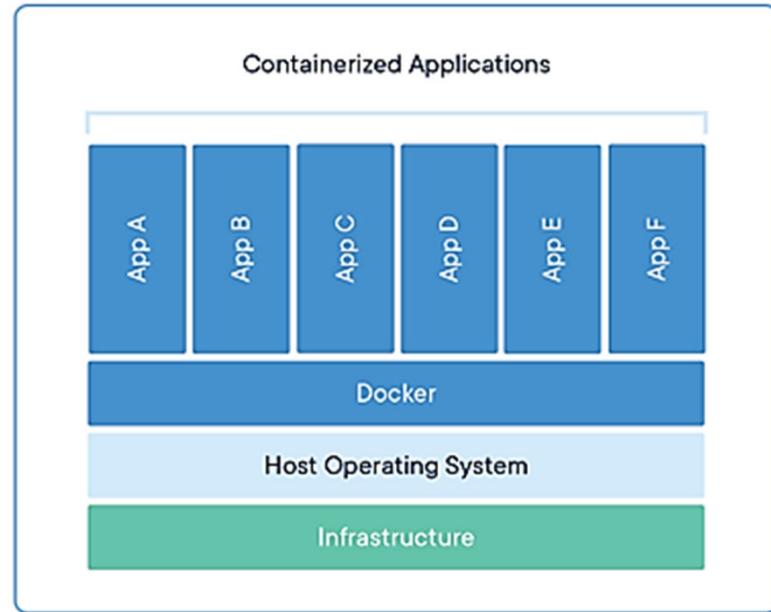 Containerized Applications
App A
App B
App C
App D
App E
App F
Docker
Host Operating System
Infrastructure